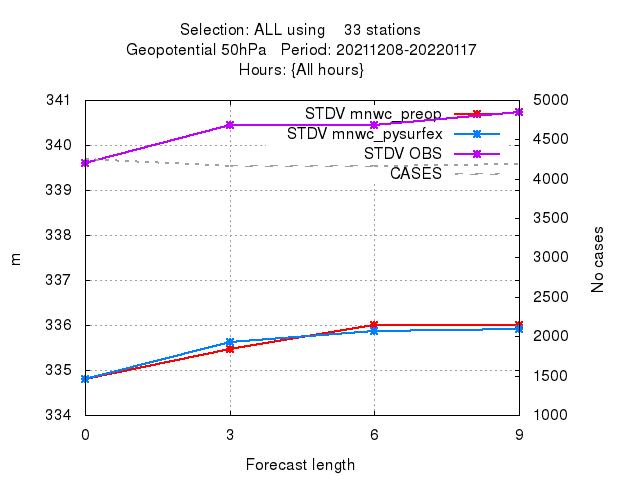 Selection: ALL using    33 stations
Geopotential 50hPa   Period: 20211208-20220117
Hours: {All hours}
STDV mnwc_preop
STDV mnwc_pysurfex
STDV OBS
CASES
341
340
339
338
337
336
335
334
m
5000
4500
4000
3500
3000
2500
2000
1500
1000
No cases
0 3 6 9
Forecast length